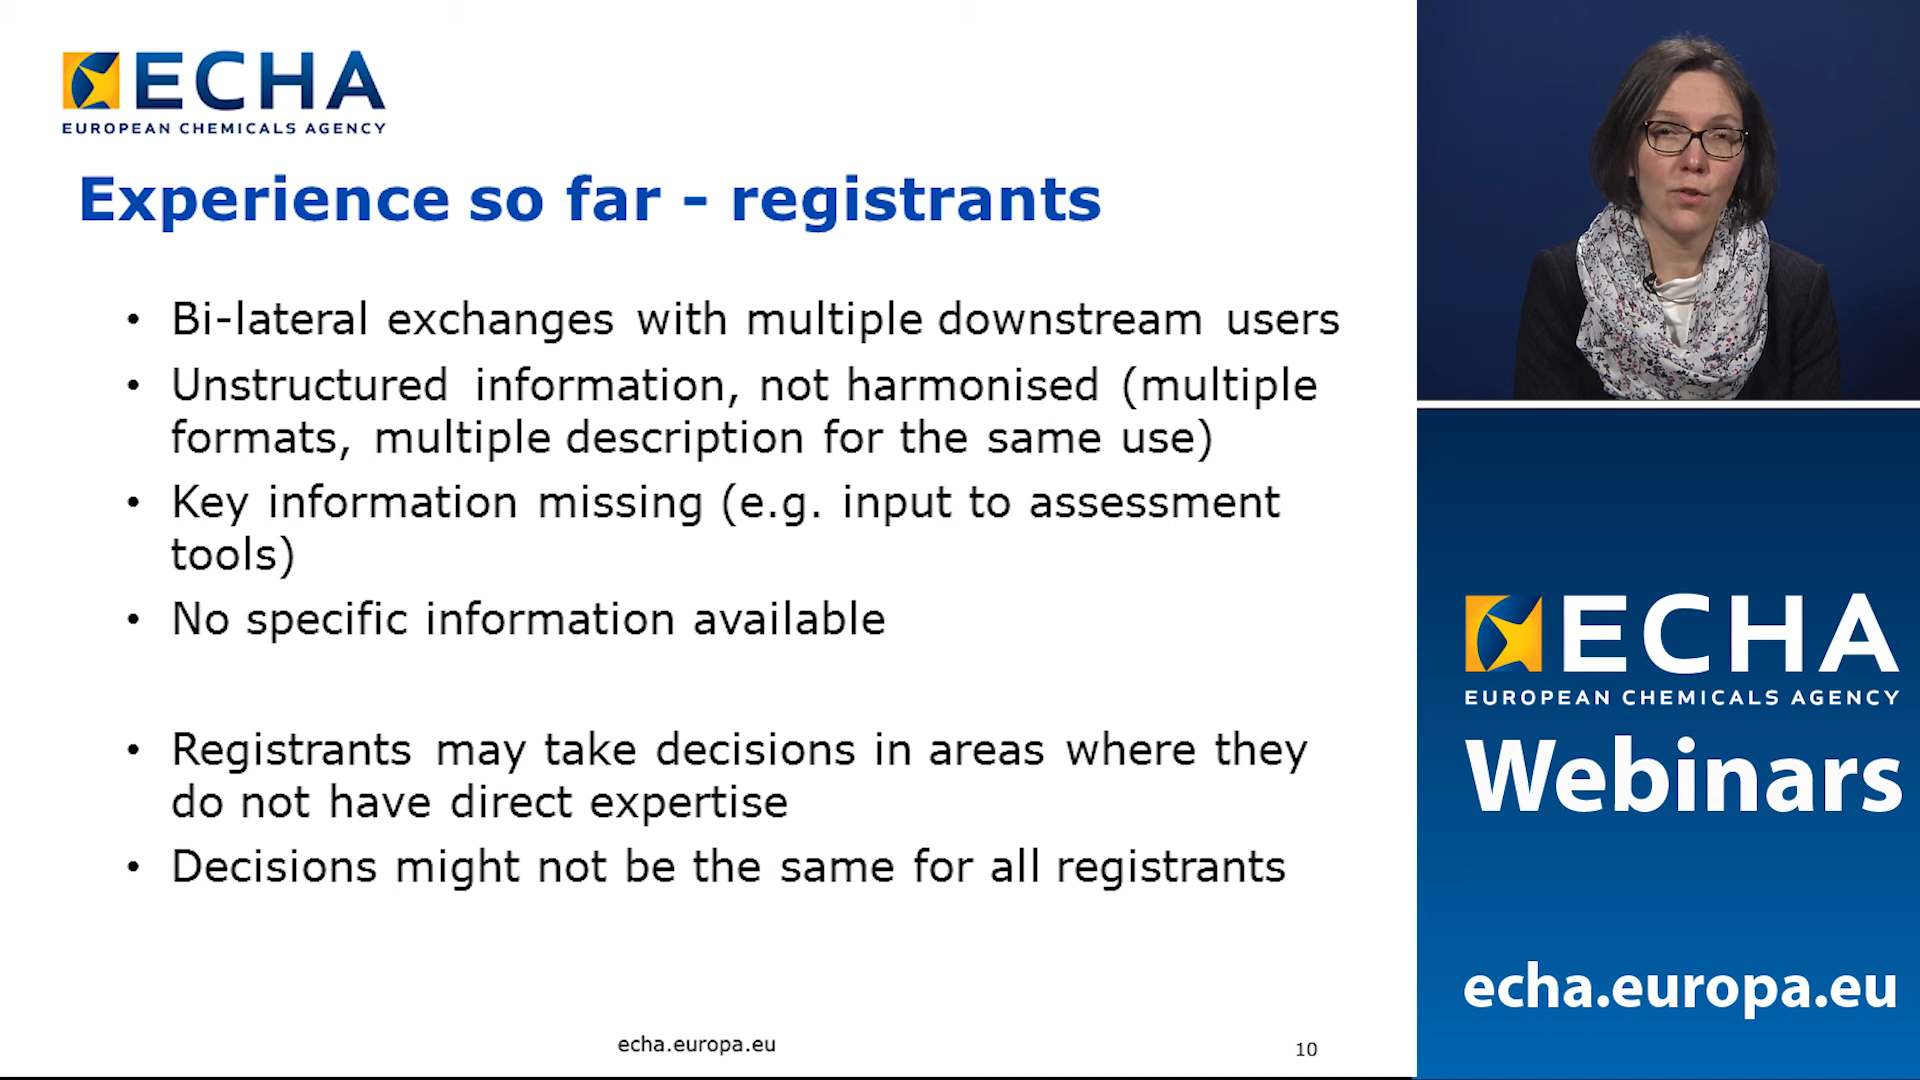 ECHA
EUROPEAN CHEMICALS AGENCY
Experience so far - registrants
• Bi-lateral exchanges with multiple downstream users
• Unstructured information, not harmonised (multiple
formats, multiple description for the same use)
• Key information missing (e.g. input to assessment
tools)
• No specific information available
• Registrants may take decisions in areas where they
do not have direct expertise
• Decisions might not be the same for all registrants
echa.europa.eu
10
ECHA
EUROPEAN CHEMICALS AGENCY
Webinars
echa.europa.eu